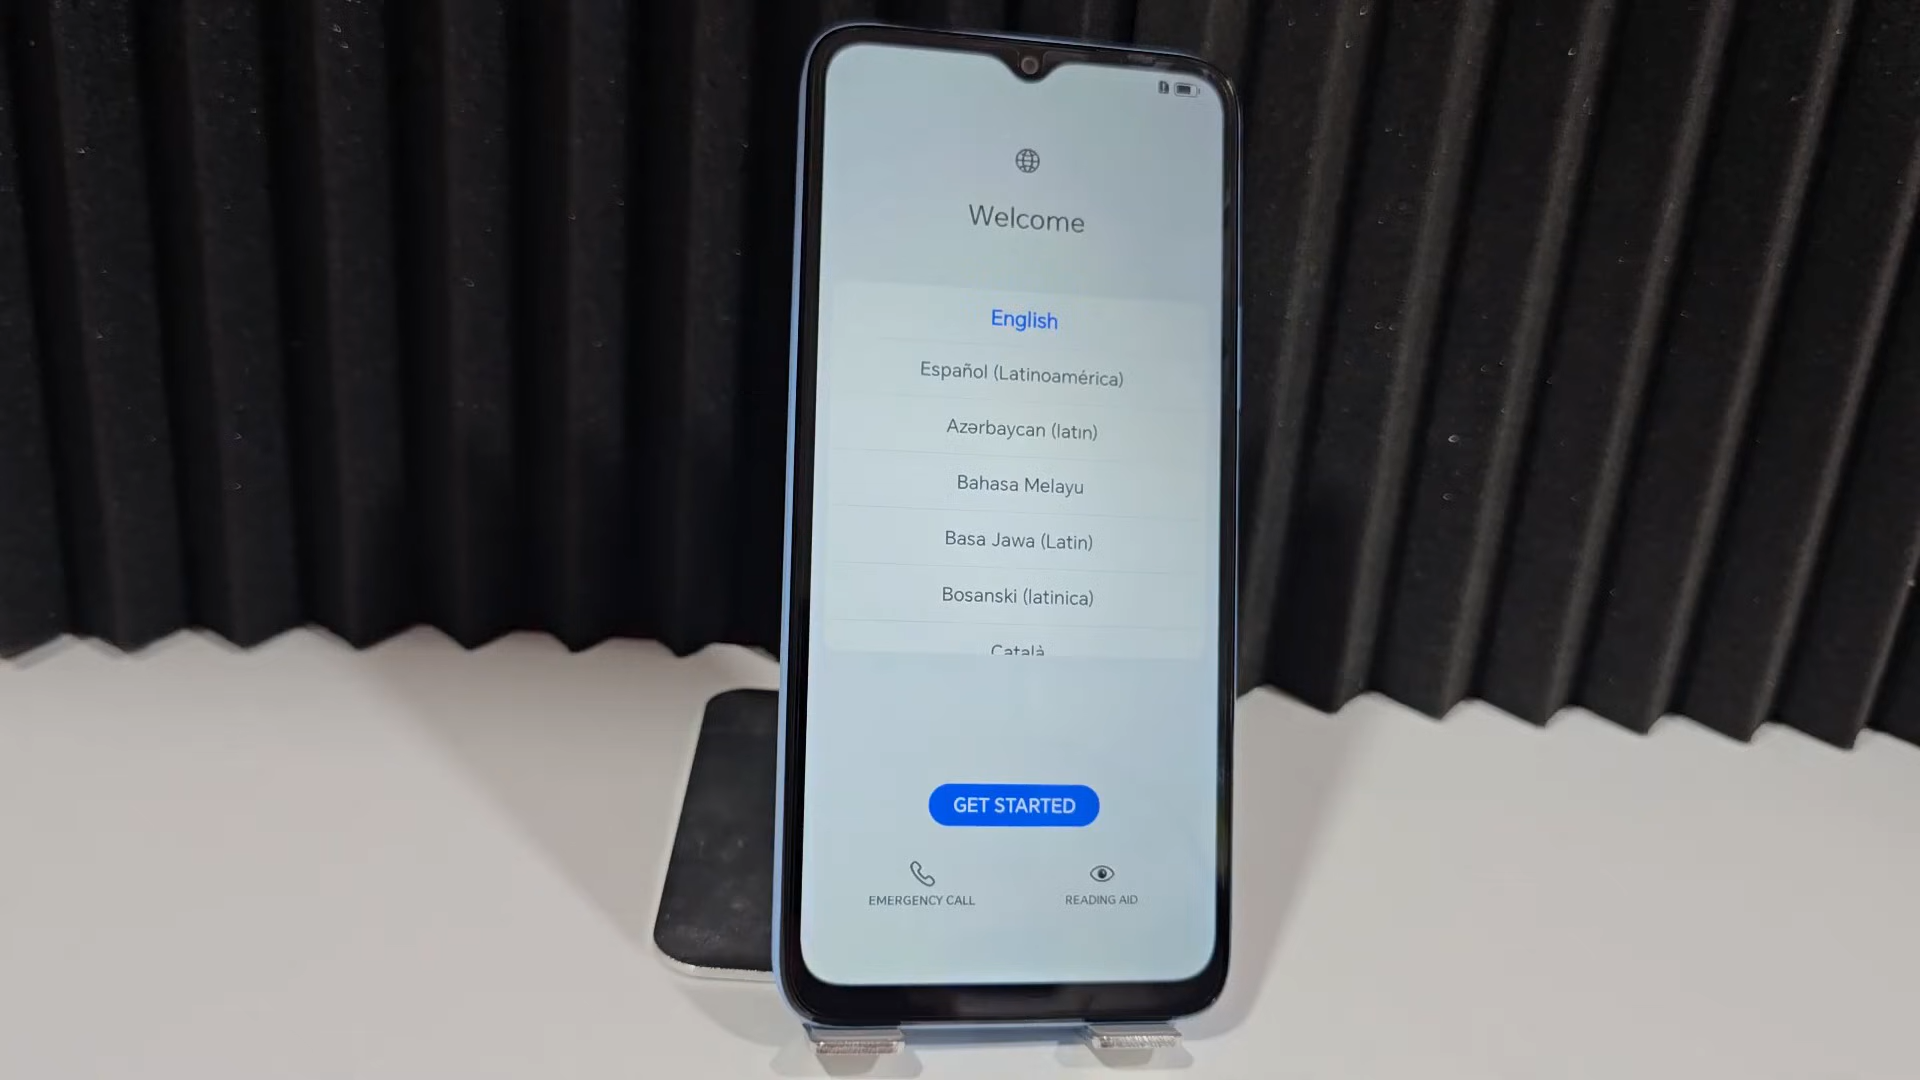 Welcome
English
Español (Latinoamérica)
Azərbaycan (latın)
Bahasa Melayu
Basa Jawa (Latin)
Bosanski (latinica)
Català
GET STARTED
EMERGENCY CALL
READING AID